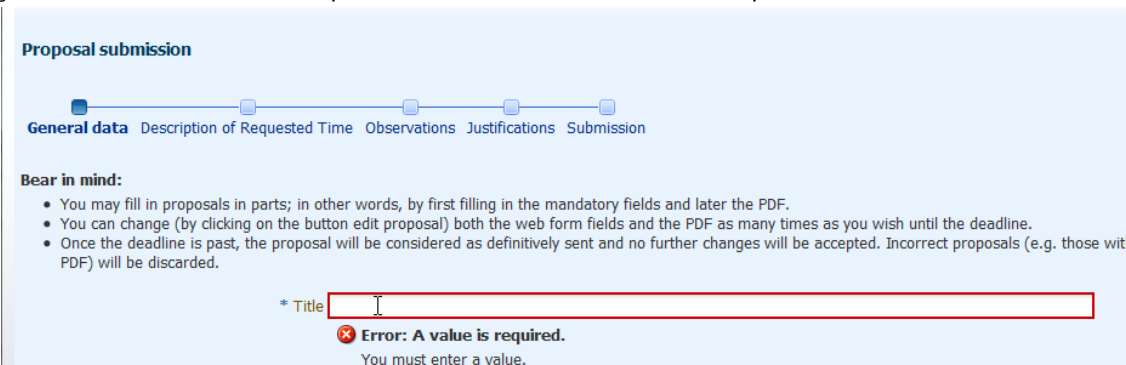 Proposal submission
General data Description of Requested Time Observations Justifications Submission
Bear in mind:
• You may fill in proposals in parts; in other words, by first filling in the mandatory fields and later the PDF.
• You can change (by clicking on the button edit proposal) both the web form fields and the PDF as many times as you wish until the deadline.
• Once the deadline is past, the proposal will be considered as definitively sent and no further changes will be accepted. Incorrect proposals (e.g. those
PDF) will be discarded.
* Title
Error: A value is required.
You must enter a value.